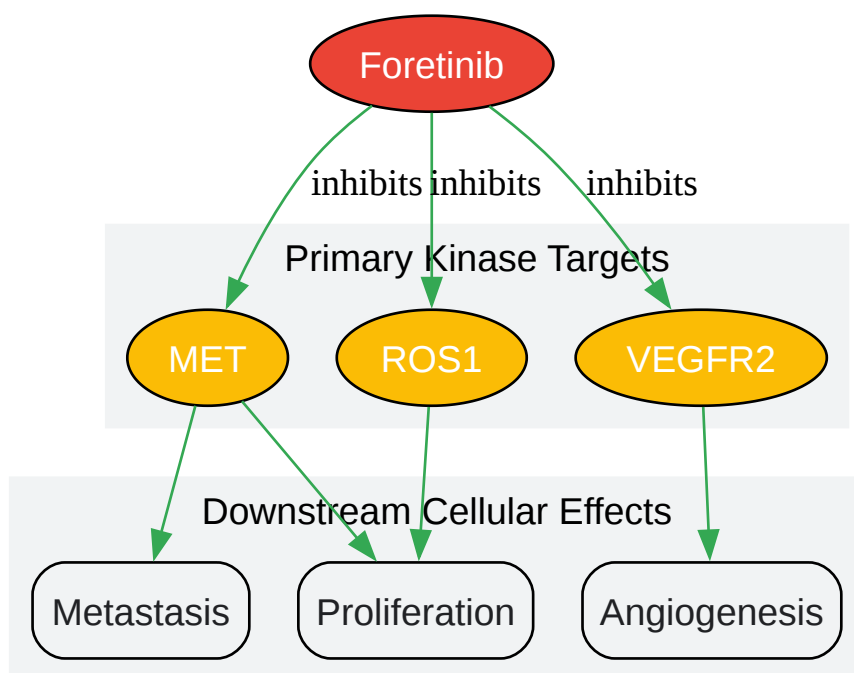 Foretinib
inhibits inhibits inhibits
Primary Kinase Targets
MET ROS1 VEGFR2
Downstream Cellular Effects
Metastasis Proliferation Angiogenesis